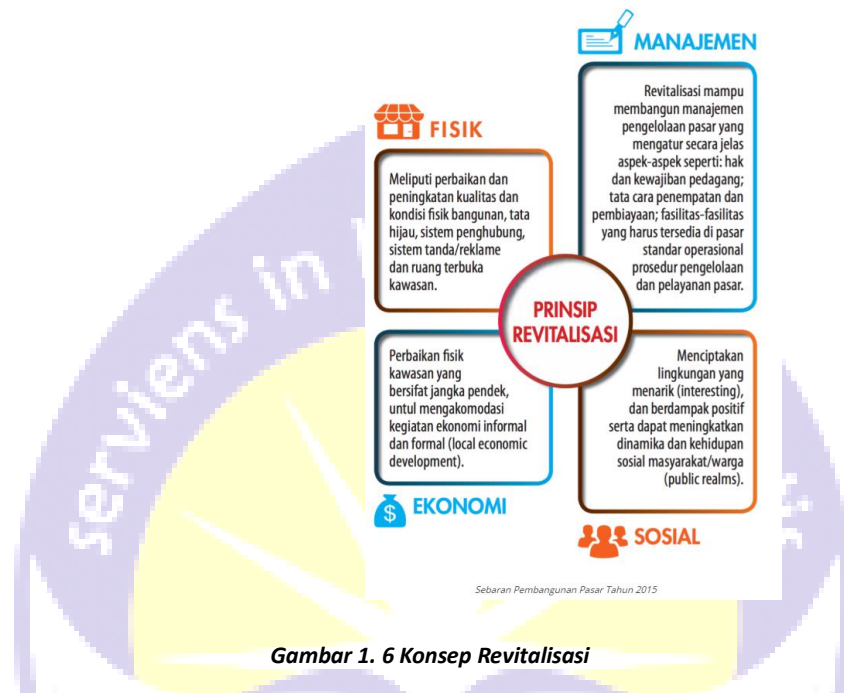 MANAJEMEN
Revitalisasi mampu
membangun manajemen
pengelolaan pasar yang
mengatur secara jelas
aspek-aspek seperti: hak
dan kewajiban pedagang;
tata cara penempatan dan
pembiayaan; fasilitas-fasilitas
yang harus tersedia di pasar
standar operasional
prosedur pengelolaan
dan pelayanan pasar.
FISIK
Meliputi perbaikan dan
peningkatan kualitas dan
kondisi fisik bangunan, tata
hijau, sistem penghubung,
sistem tanda/reklame
dan ruang terbuka
kawasan.
PRINSIP
REVITALISASI
Perbaikan fisik
kawasan yang
bersifat jangka pendek,
untul mengakomodasi
kegiatan ekonomi informal
dan formal (local economic
development).
$ EKONOMI
Menciptakan
lingkungan yang
menarik (interesting),
dan berdampak positif
serta dapat meningkatkan
dinamika dan kehidupan
sosial masyarakat/warga
(public realms).
SOSIAL
Sebaran Pembangunan Pasar Tahun 2015
Gambar 1. 6 Konsep Revitalisasi
serviens in